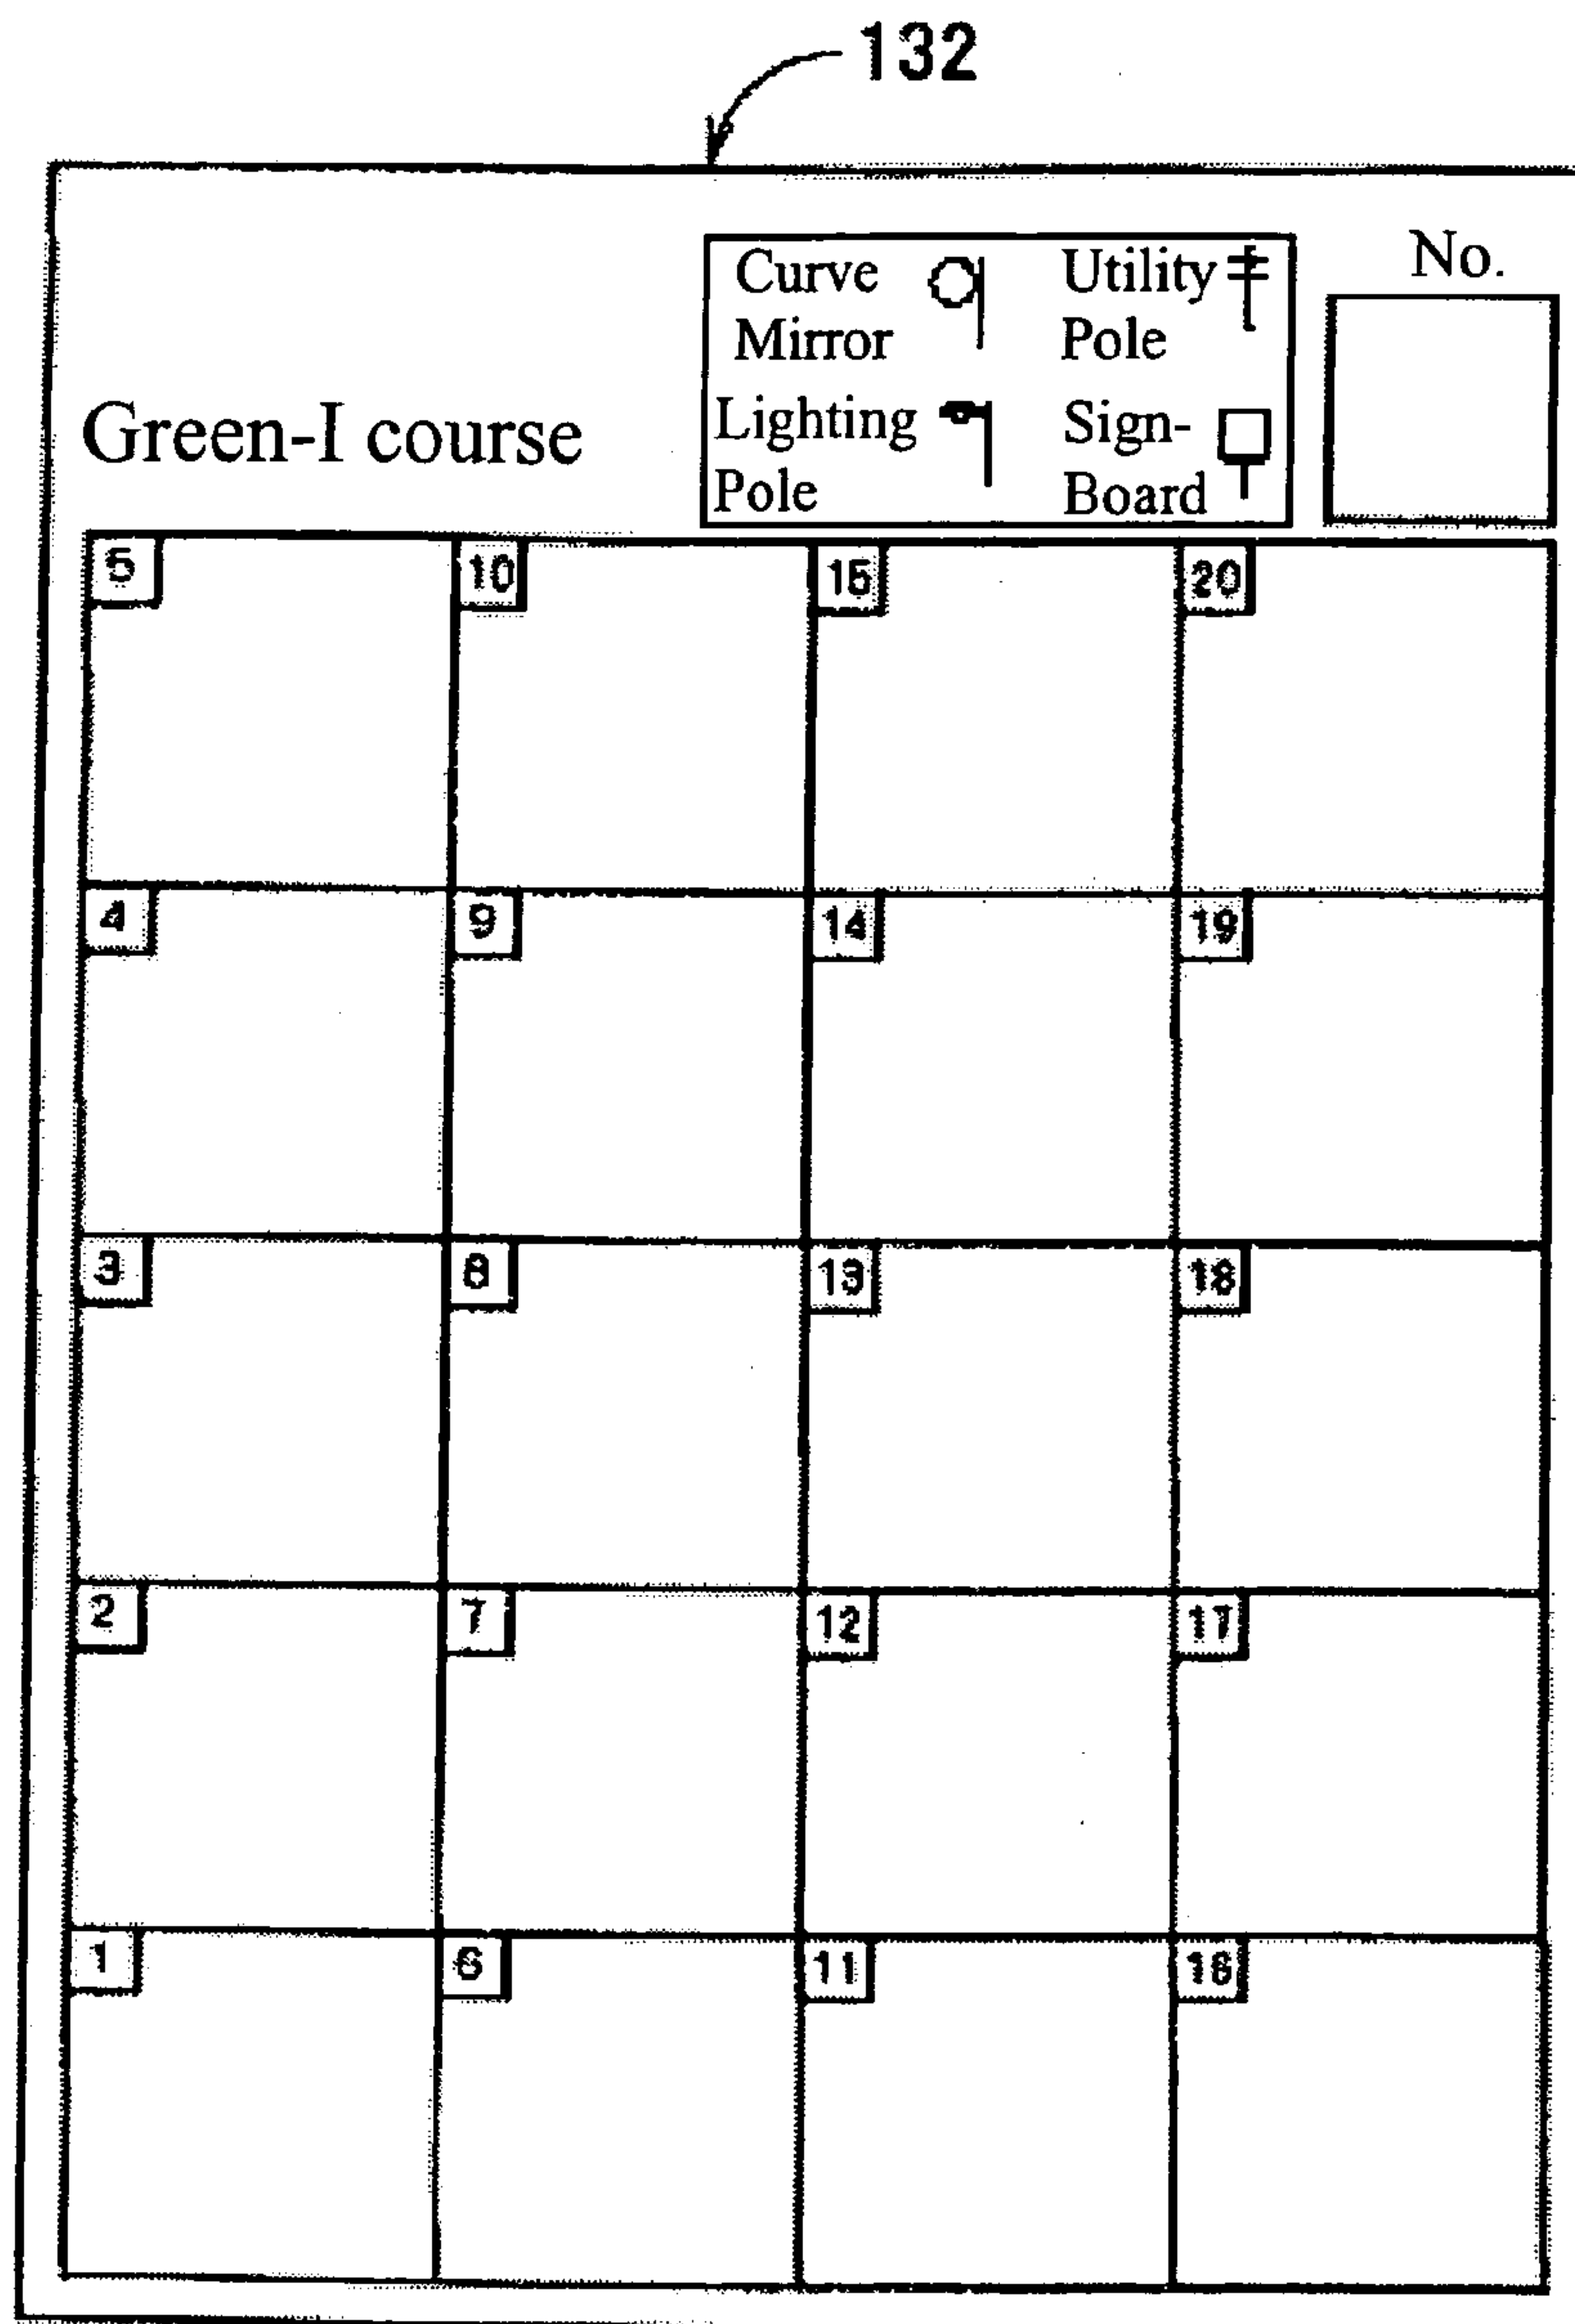 132
No.
Curve Mirror
Utility Pole
Green-I course
Lighting Pole
Sign-Board
5 10 15 20
4 9 14 19
3 8 13 18
2 7 12 17
1 6 11 16